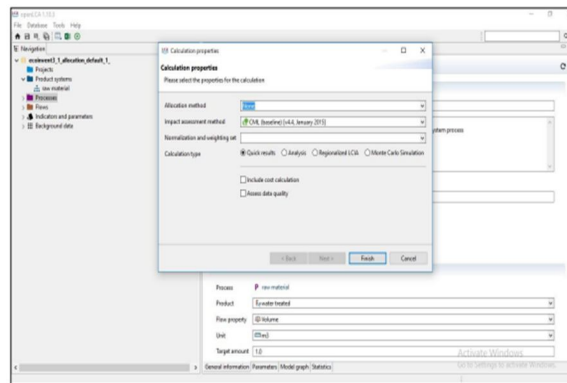 openLCA 1.10.3
File Database Tools Help
Navigation
ecoinvent3_1_allocation_default_1_
Projects
Product systems
raw material
Processes
Flows
Indicators and parameters
Background data
Calculation properties
Calculation properties
Please select the properties for the calculation
Allocation method
None
Impact assessment method
CML (baseline) [v4.4, January 2015]
Normalization and weighting set
Calculation type
Quick results Analysis Regionalized LCIA Monte Carlo Simulation
Include cost calculation
Assess data quality
< Back Next > Finish Cancel
stem process
Process P raw material
Product water treated
Flow property Volume
Unit m3
Target amount 1.0
General information Parameters Model graph Statistics
Activate Windows
Go to Settings to activate Windows.